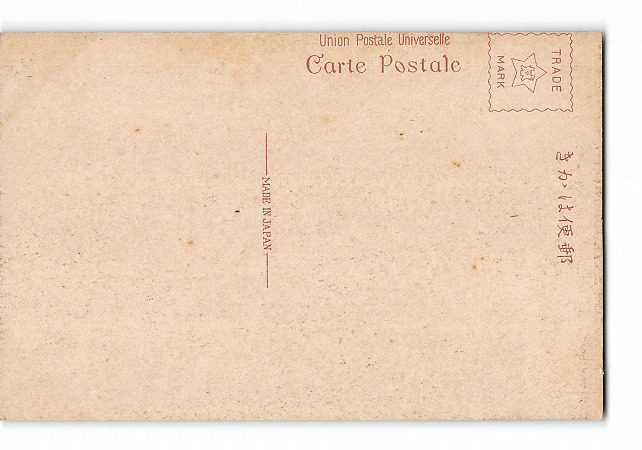 Union Postale Universelle
Carte Postale
TRADE
MARK
郵便はがき
MADE IN JAPAN